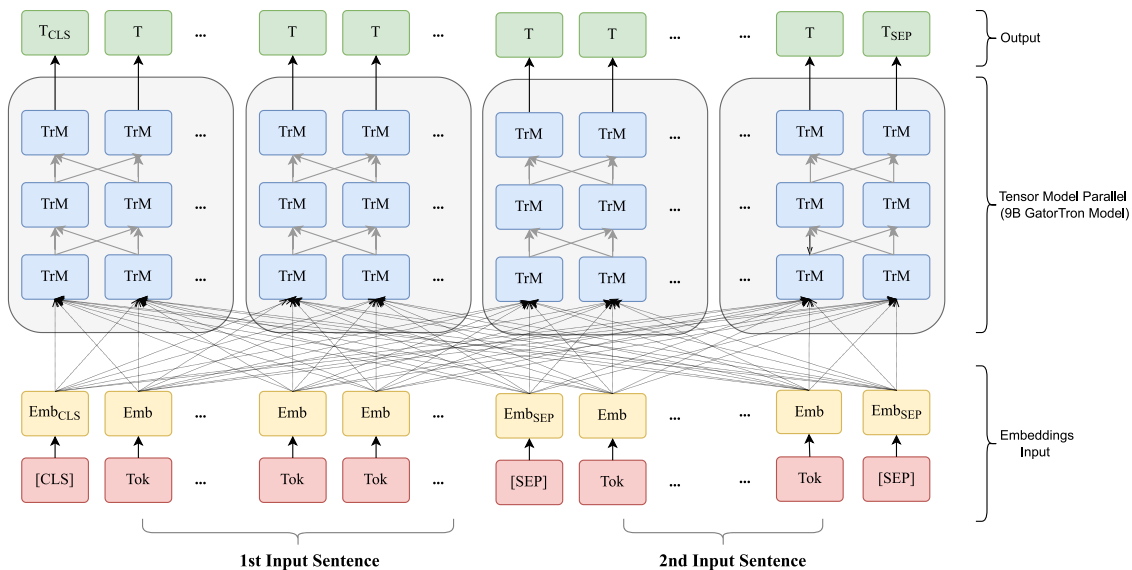 T_CLS T ... T T ... T T ... ... T T_SEP
Output
TrM TrM ... TrM TrM ... TrM TrM ... ... TrM TrM
TrM TrM ... TrM TrM ... TrM TrM ... ... TrM TrM
Tensor Model Parallel
(9B GatorTron Model)
TrM TrM ... TrM TrM ... TrM TrM ... ... TrM TrM
Emb_CLS Emb ... Emb Emb ... Emb_SEP Emb ... ... Emb Emb_SEP
Embeddings
Input
[CLS] Tok ... Tok Tok ... [SEP] Tok ... ... Tok [SEP]
1st Input Sentence 2nd Input Sentence